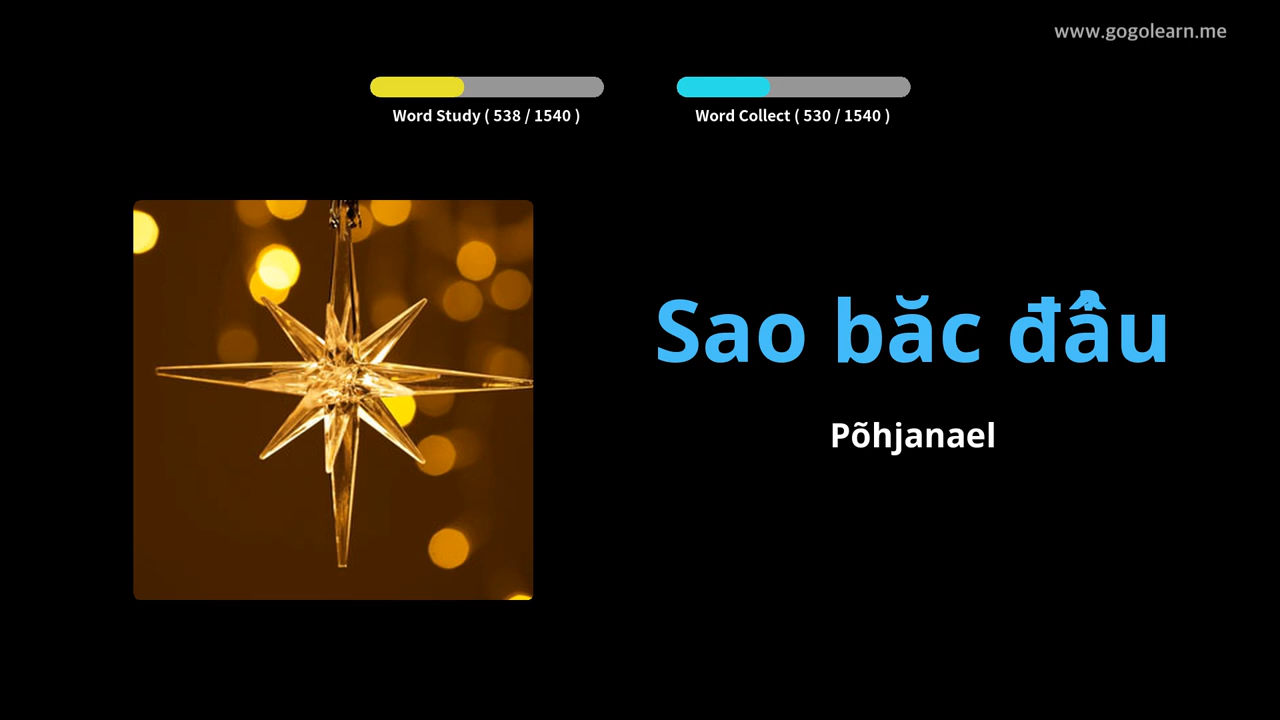 www.gogolearn.me
Word Study ( 538 / 1540 )
Word Collect ( 530 / 1540 )
Sao băc đẩu
Põhjanael